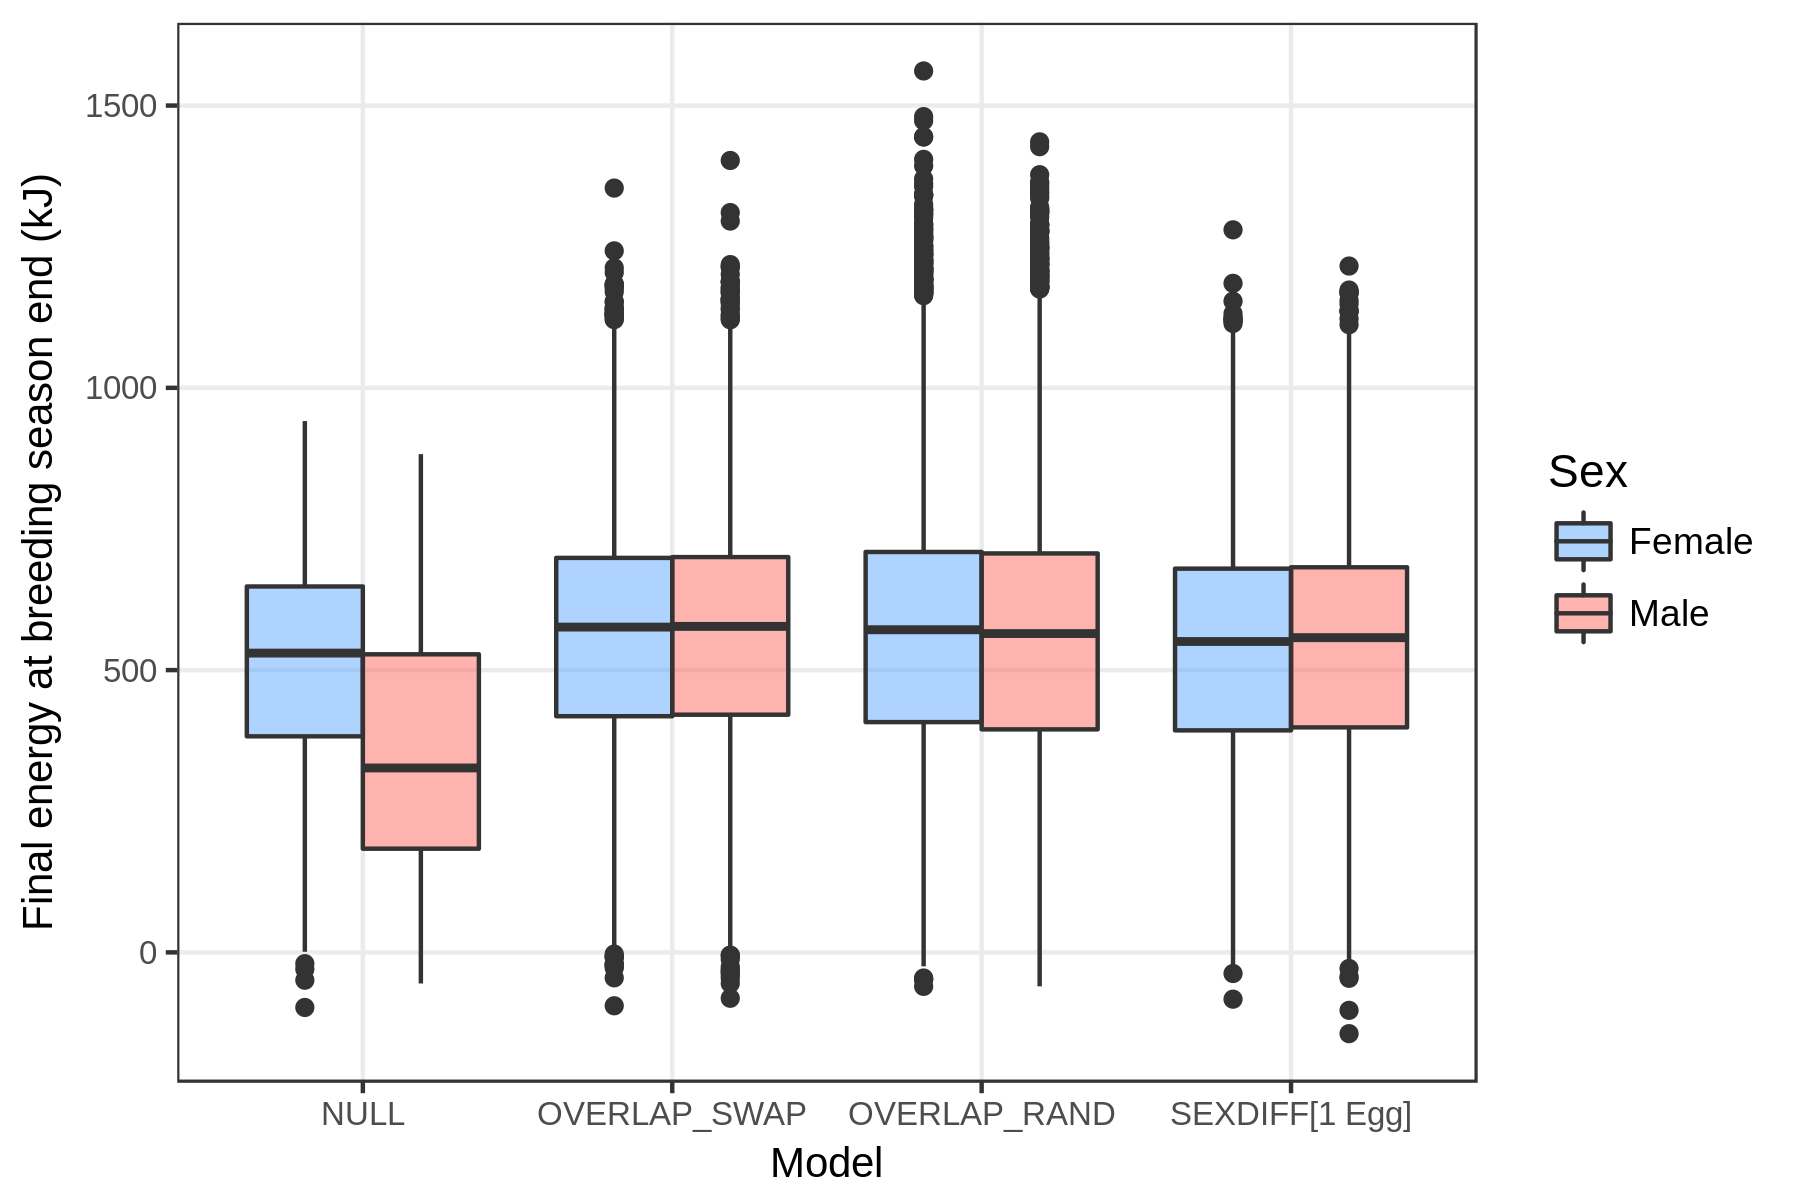 Final energy at breeding season end (kJ)
1500
1000
500
0
NULL
OVERLAP_SWAP
OVERLAP_RAND
SEXDIFF[1 Egg]
Model
Sex
Female
Male